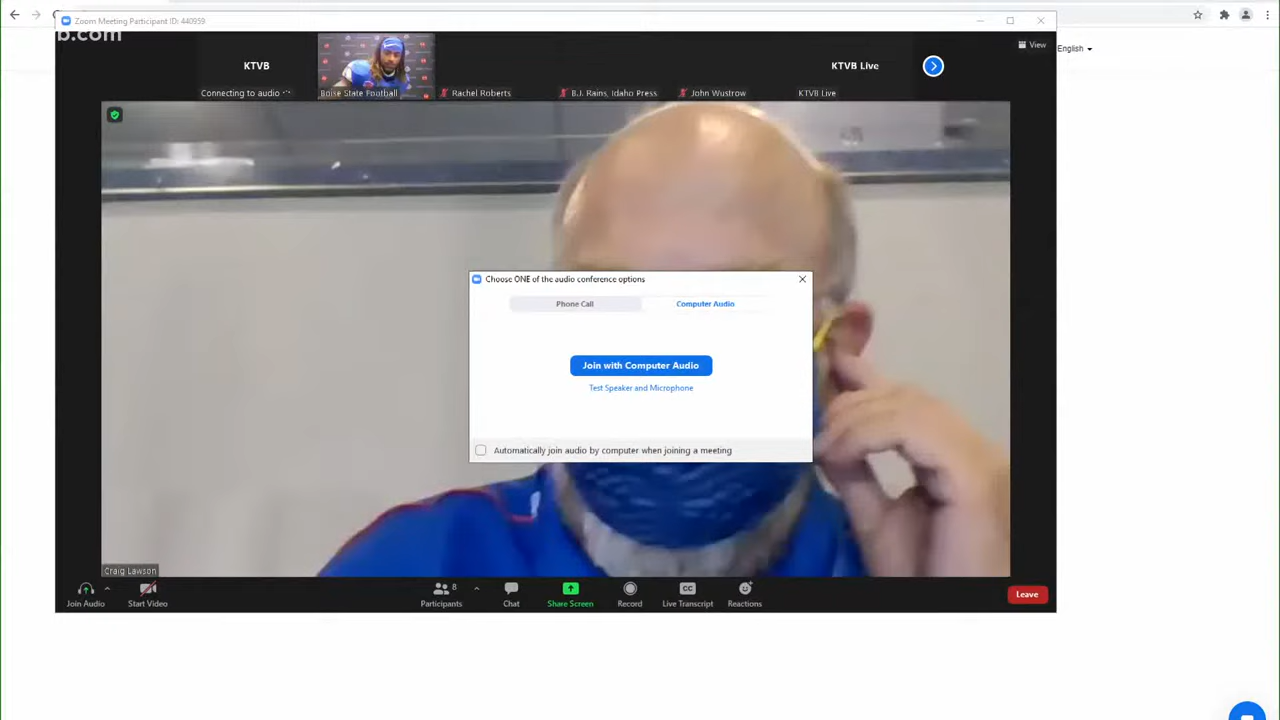 Zoom Meeting Participant ID: 440959
b.com
View
English
KTVB
KTVB Live
Connecting to audio
Boise State Football
Rachel Roberts
B.J. Rains, Idaho Press
John Wustrow
KTVB Live
Choose ONE of the audio conference options
Phone Call
Computer Audio
Join with Computer Audio
Test Speaker and Microphone
Automatically join audio by computer when joining a meeting
Craig Lawson
8
CC
Join Audio
Start Video
Participants
Chat
Share Screen
Record
Live Transcript
Reactions
Leave